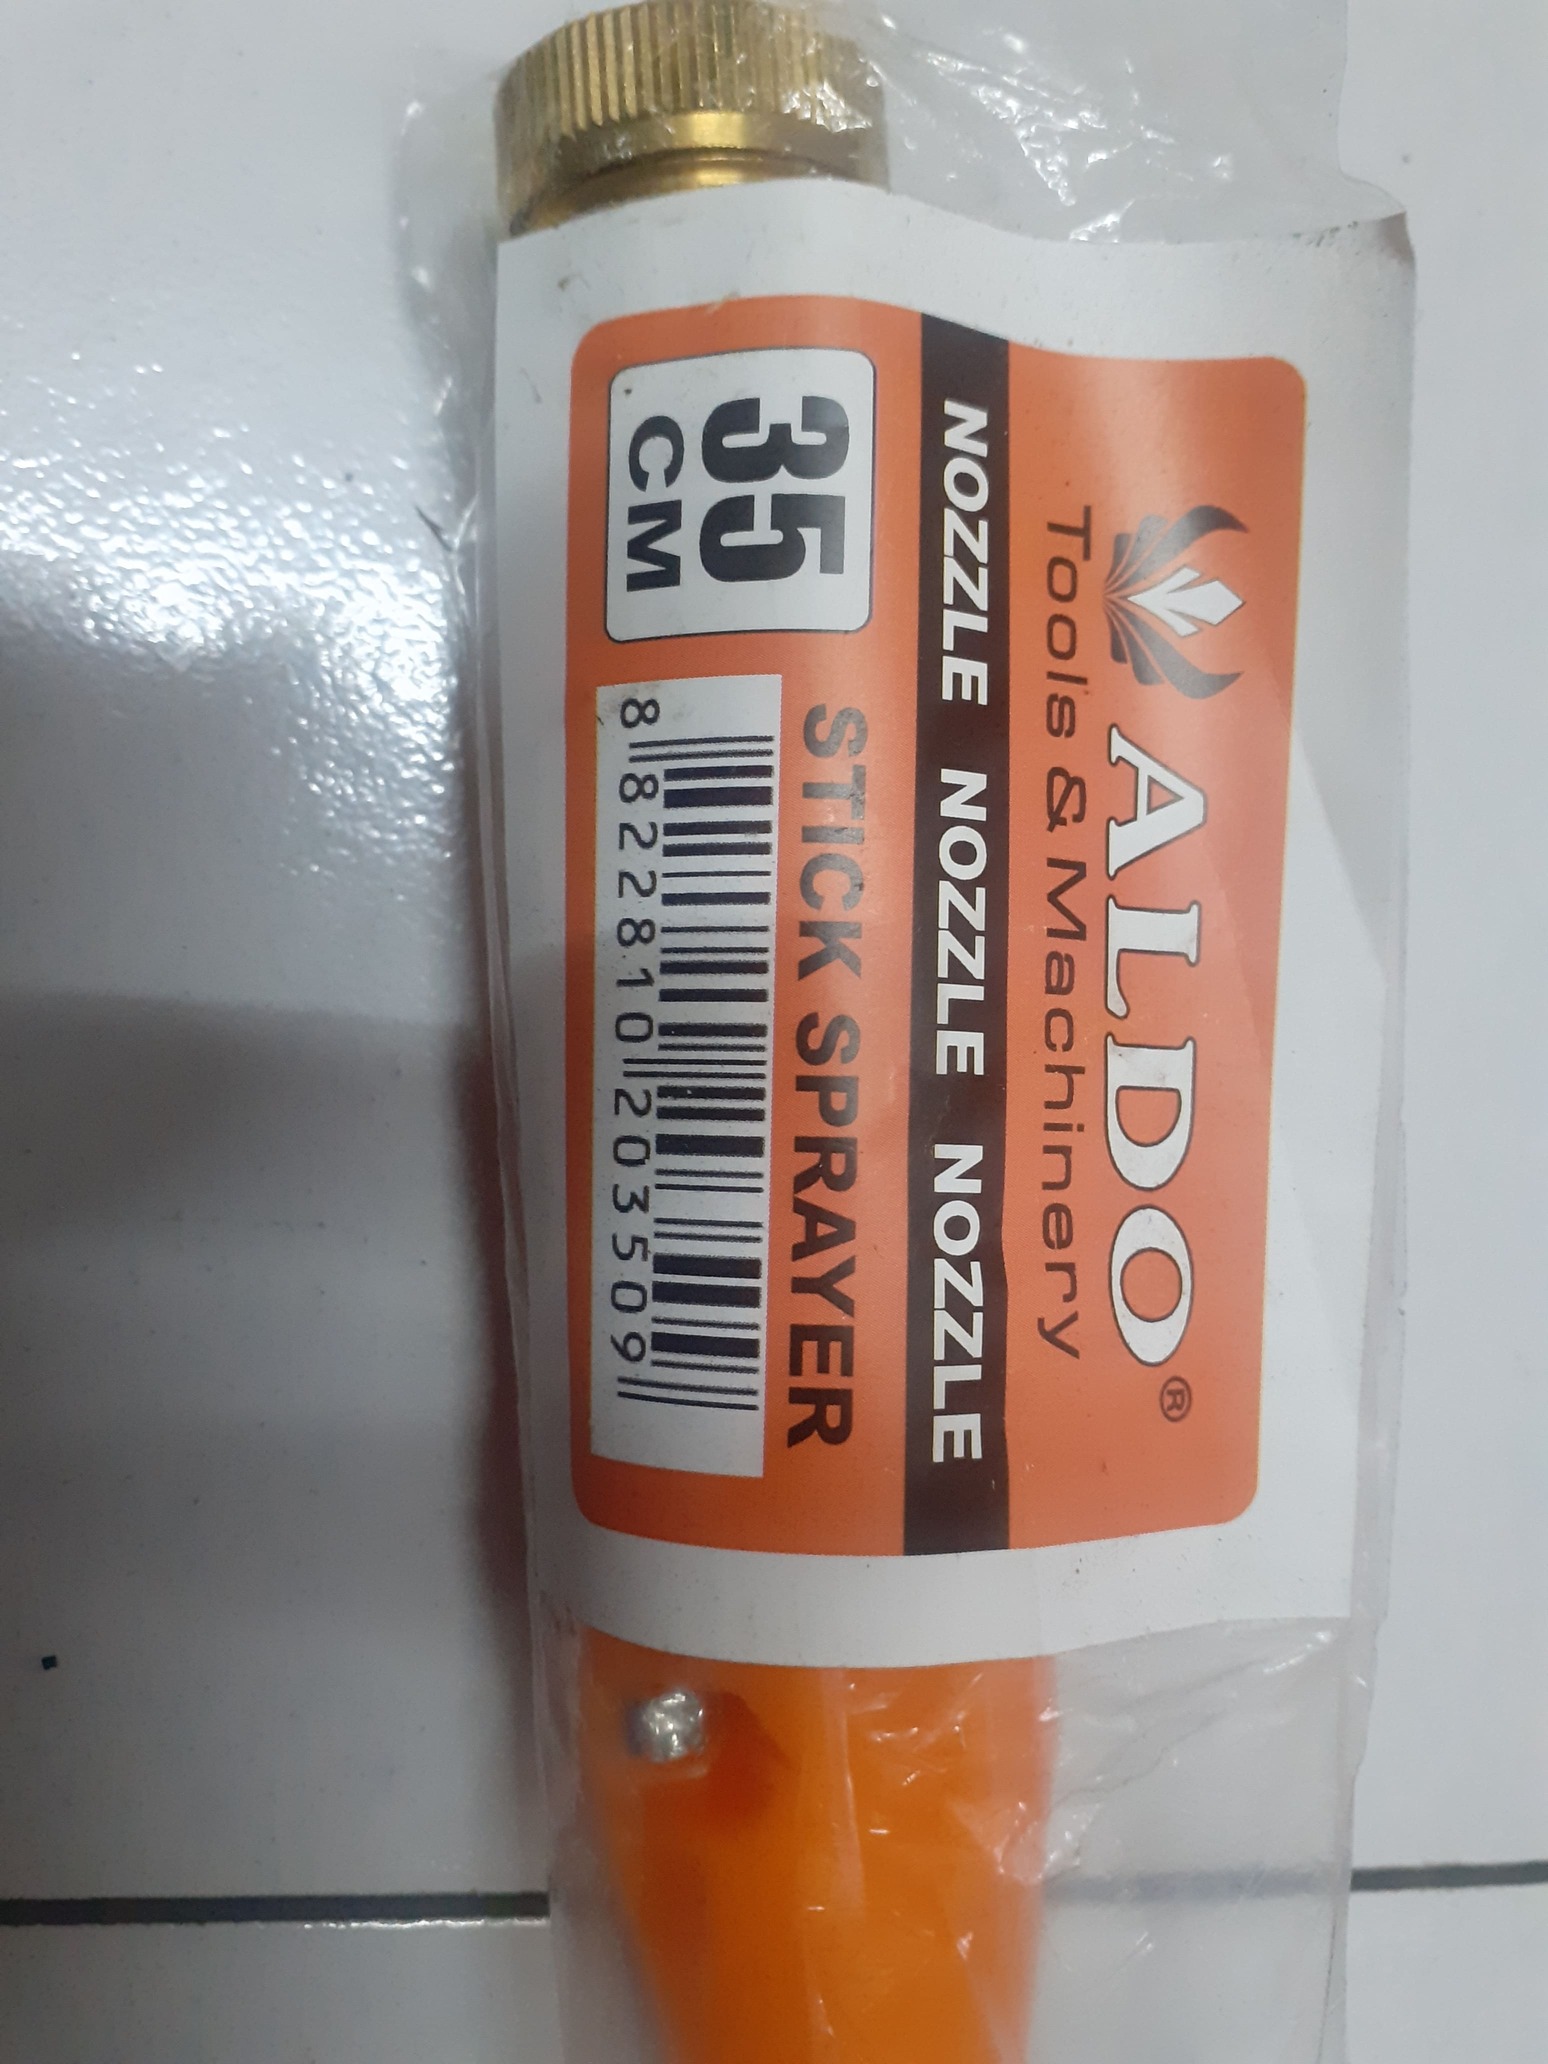 ALDO®
Tools & Machinery
NOZZLE NOZZLE NOZZLE
35
CM
STICK SPRAYER
8 822810 203509